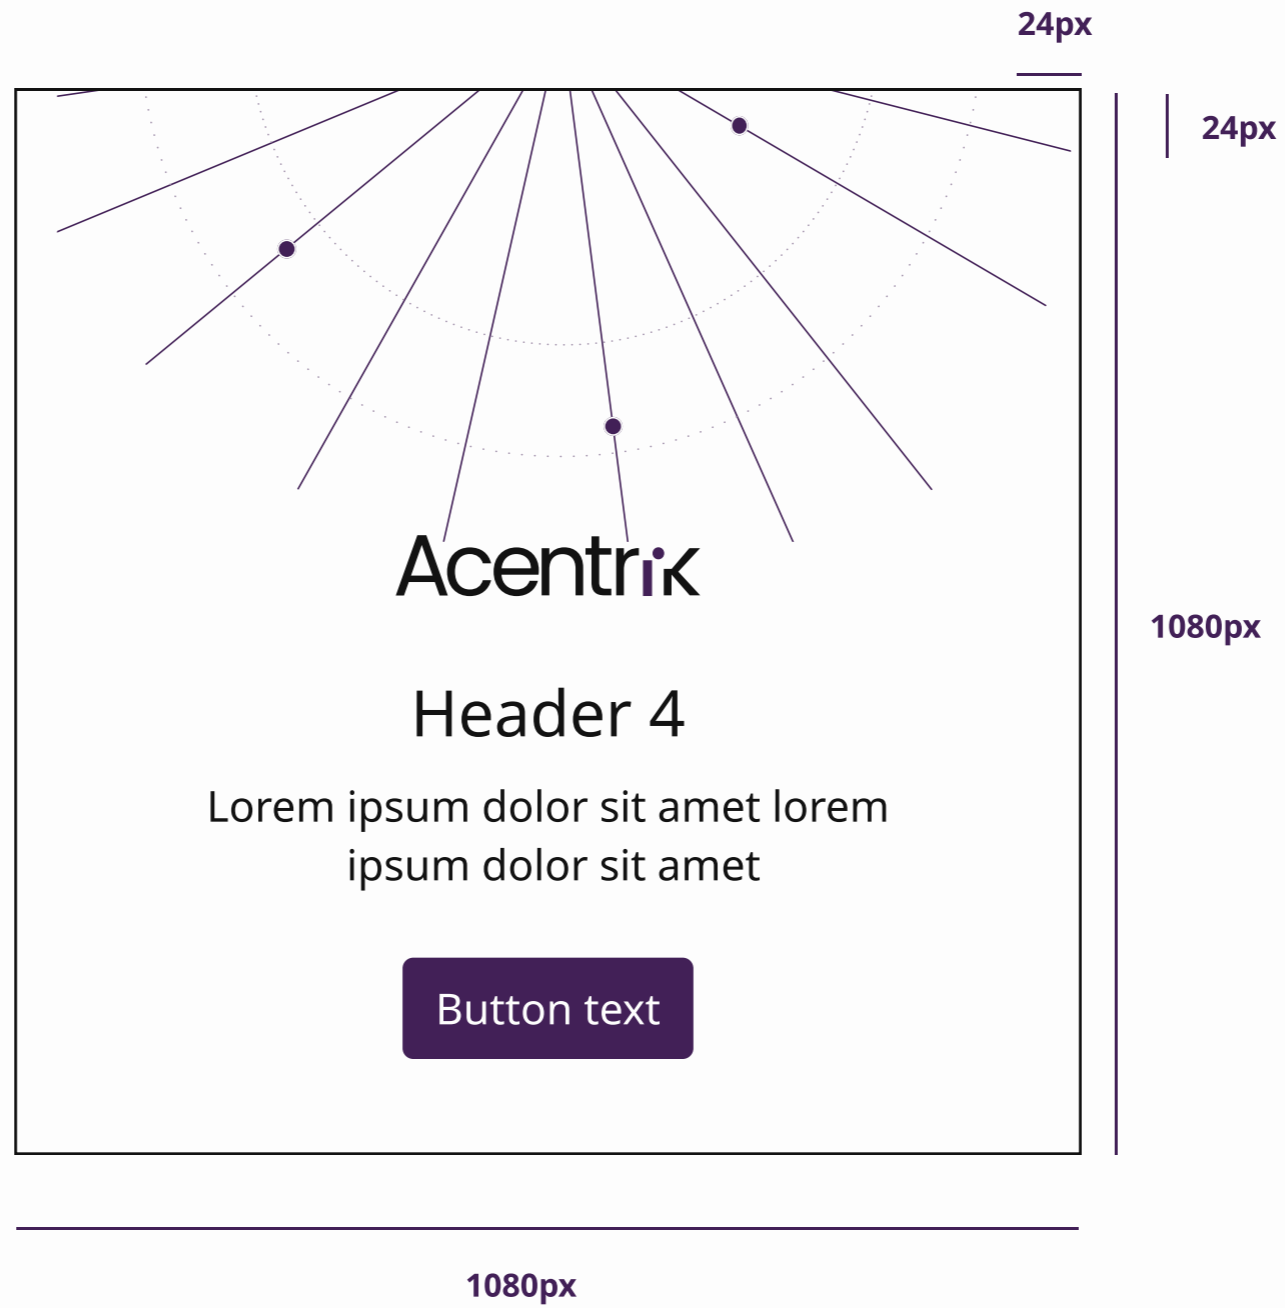 24px
24px
Acentrik
1080px
Header 4
Lorem ipsum dolor sit amet lorem
ipsum dolor sit amet
Button text
1080px